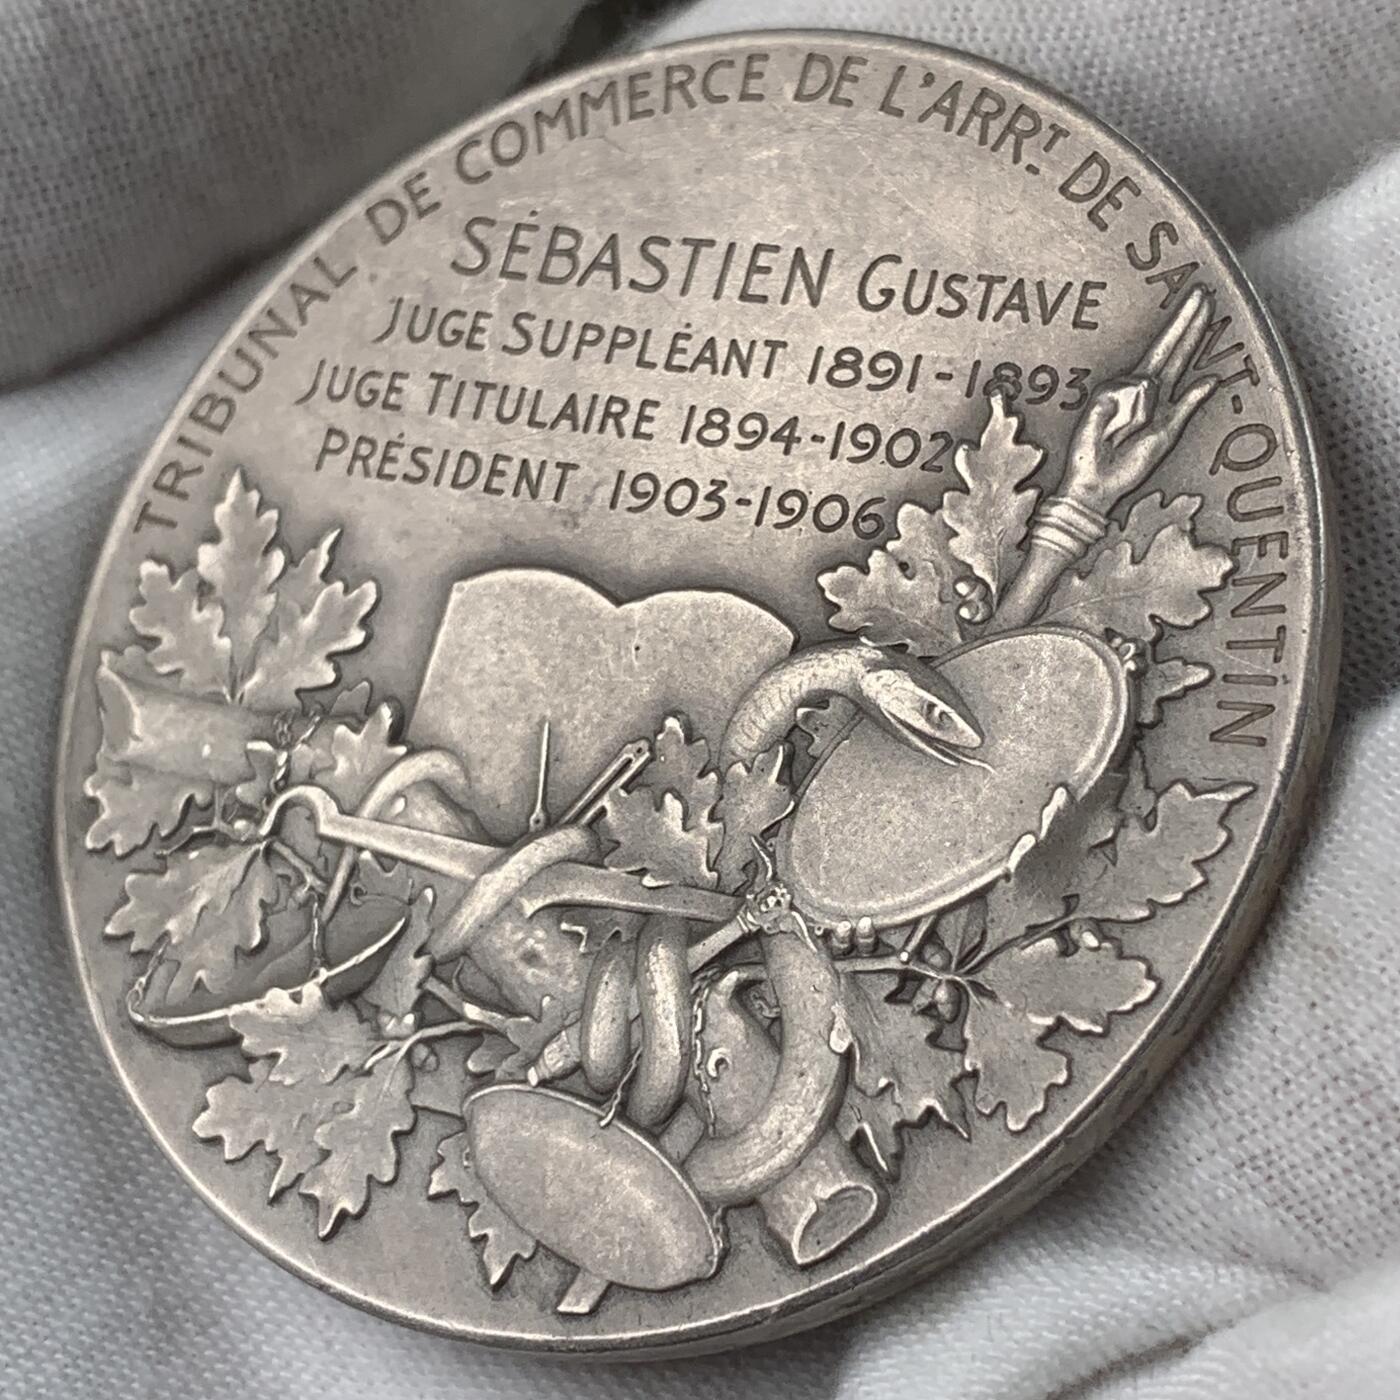 TRIBUNAL DE COMMERCE DE L'ARRT. DE SAINT-QUENTIN
SÉBASTIEN GUSTAVE
JUGE SUPPLÉANT 1891-1893
JUGE TITULAIRE 1894-1902
PRÉSIDENT 1903-1906